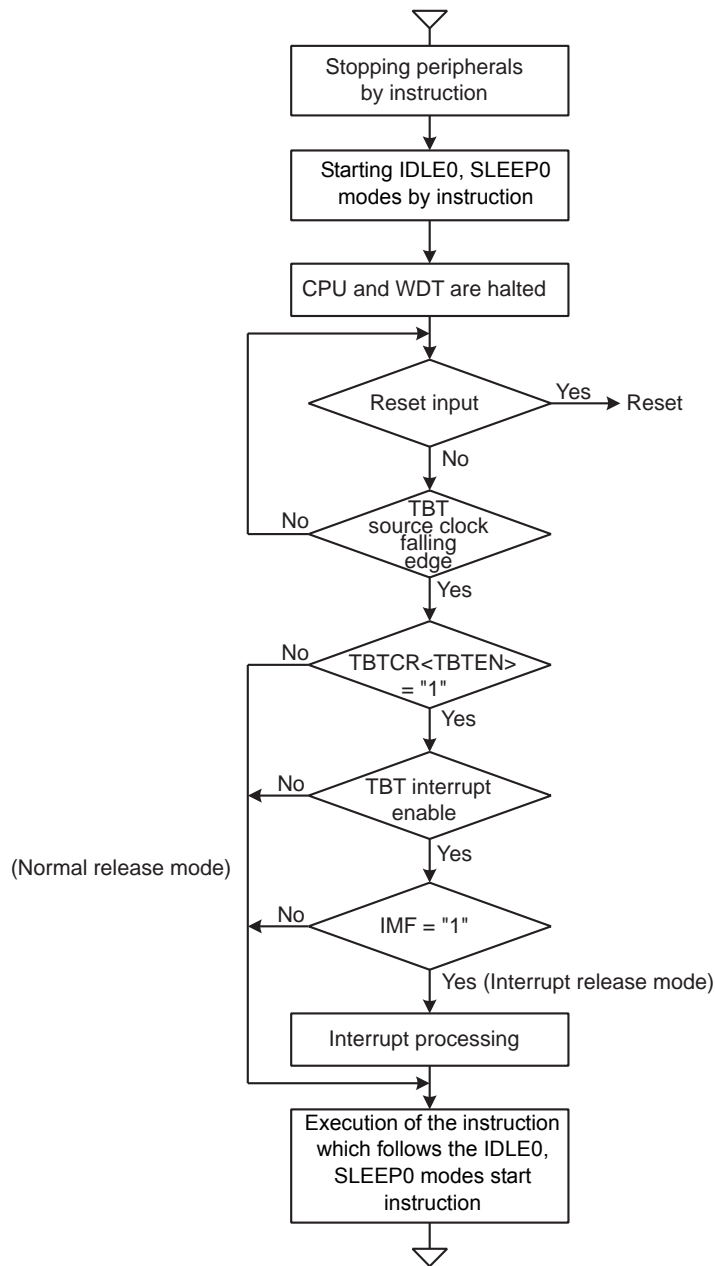 Stopping peripherals
by instruction
Starting IDLE0, SLEEP0
modes by instruction
CPU and WDT are halted
Reset input
Yes
Reset
No
TBT
source clock
falling
edge
No
Yes
TBTCR<TBTEN>
= "1"
No
Yes
TBT interrupt
enable
No
Yes
(Normal release mode)
IMF = "1"
No
Yes (Interrupt release mode)
Interrupt processing
Execution of the instruction
which follows the IDLE0,
SLEEP0 modes start
instruction